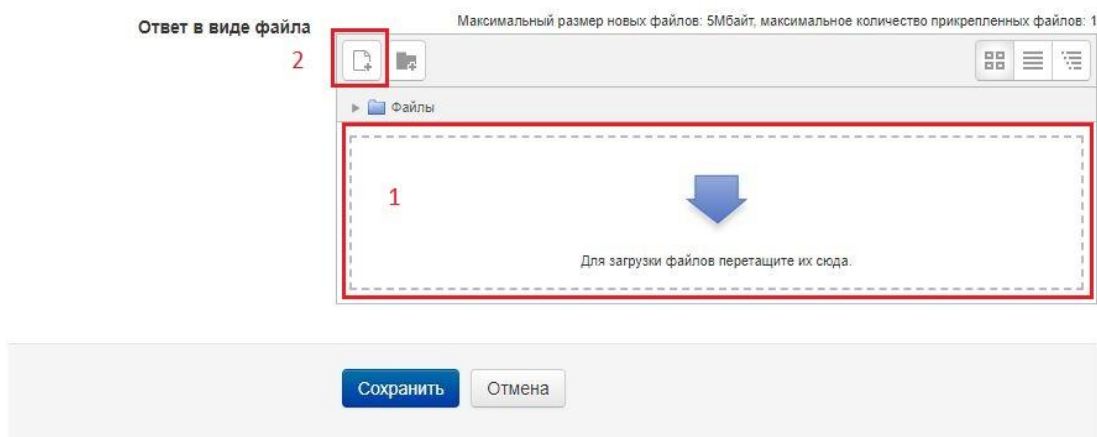 Максимальный размер новых файлов: 5Мбайт, максимальное количество прикрепленных файлов: 1
Ответ в виде файла
2
Файлы
1
Для загрузки файлов перетащите их сюда.
Сохранить Отмена